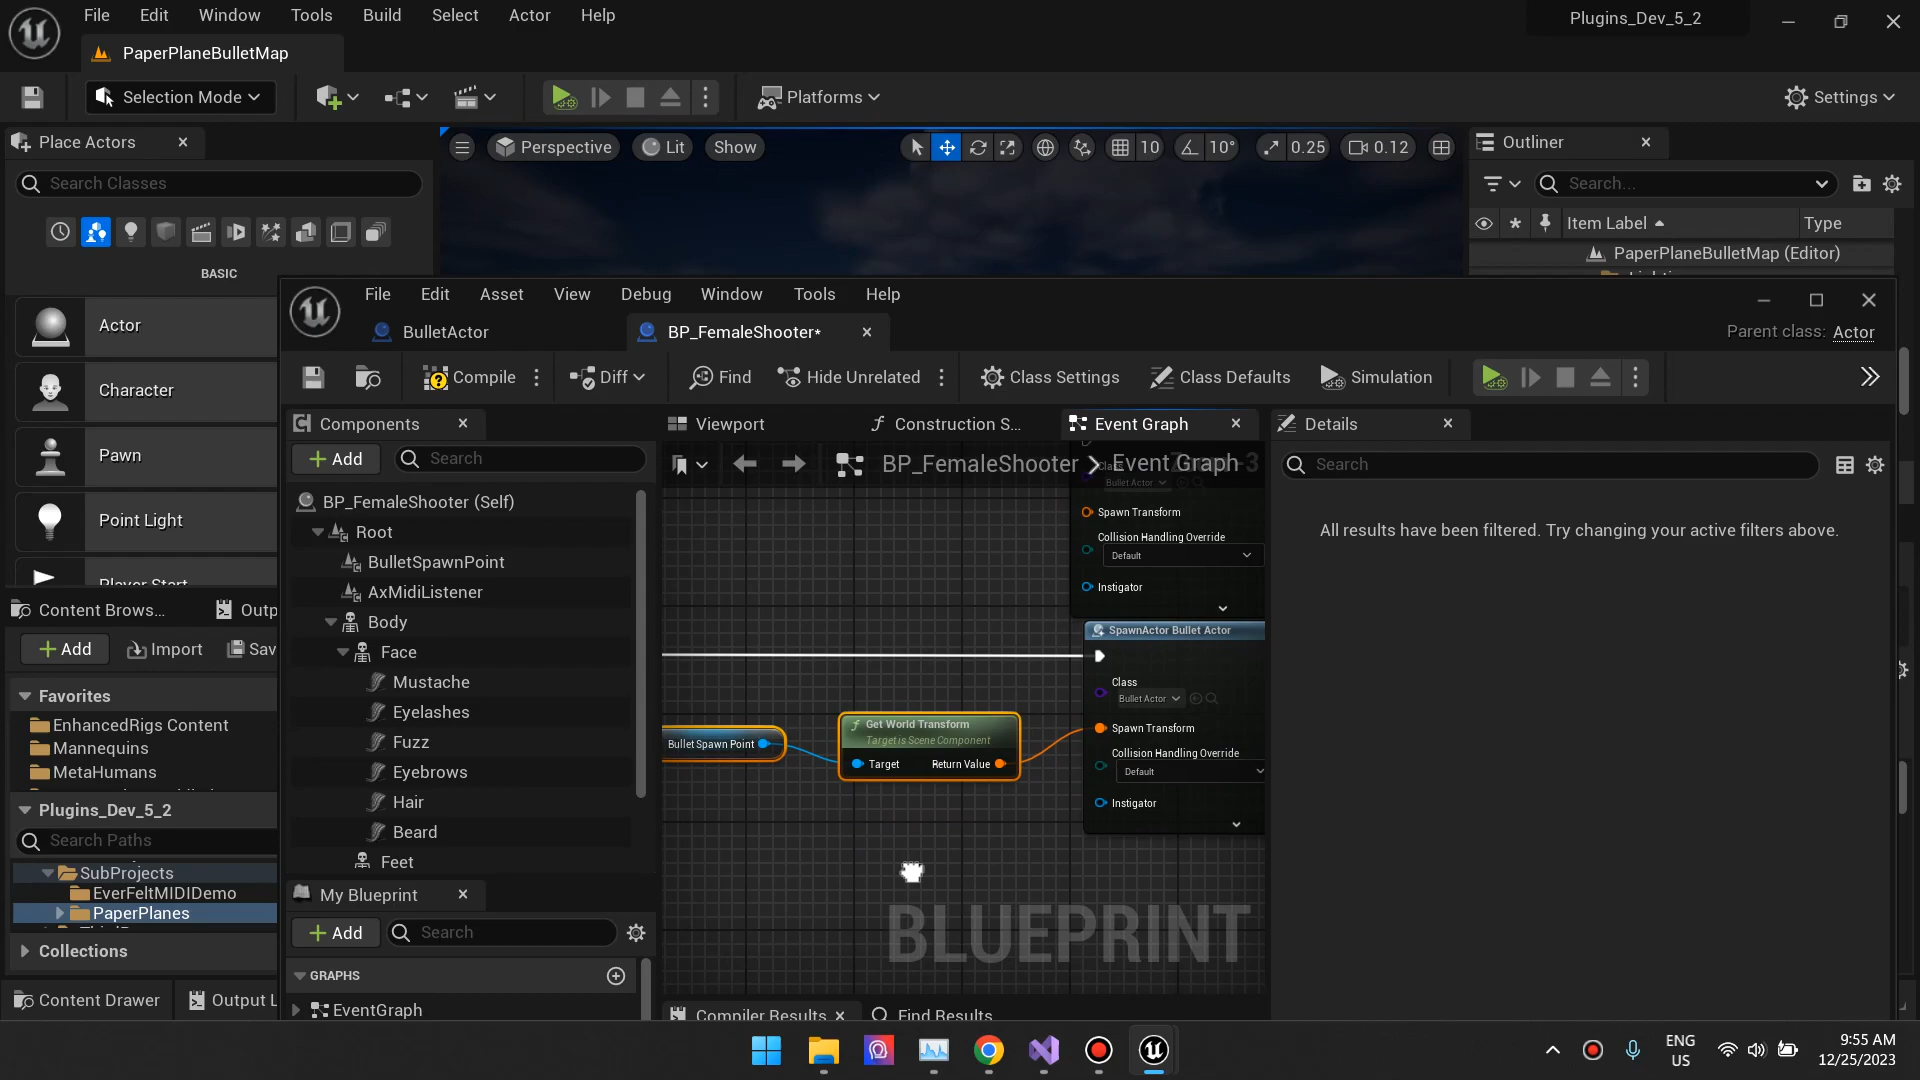 File Edit Window Tools Build Select Actor Help
Plugins_Dev_5_2
PaperPlaneBulletMap
Selection Mode
Platforms
Settings
Place Actors
Perspective
Lit
Show
10
10°
0.25
0.12
Outliner
Search Classes
Search...
Item Label
Type
PaperPlaneBulletMap (Editor)
BASIC
Actor
Character
Pawn
Point Light
Player Start
File Edit Asset View Debug Window Tools Help
BulletActor
BP_FemaleShooter*
Parent class: Actor
Compile
Diff
Find
Hide Unrelated
Class Settings
Class Defaults
Simulation
Components
Add
Search
BP_FemaleShooter (Self)
Root
BulletSpawnPoint
AxMidiListener
Body
Face
Mustache
Eyelashes
Fuzz
Eyebrows
Hair
Beard
Feet
My Blueprint
Add
Search
GRAPHS
EventGraph
Viewport
Construction S...
Event Graph
BP_FemaleShooter > Event Graph
Bullet Actor
Spawn Transform
Collision Handling Override
Default
Instigator
SpawnActor Bullet Actor
Class
Bullet Actor
Spawn Transform
Collision Handling Override
Default
Instigator
Bullet Spawn Point
Get World Transform
Target is Scene Component
Target
Return Value
BLUEPRINT
Compiler Results
Find Results
Details
Search
All results have been filtered. Try changing your active filters above.
Content Brows...
Outp
Add
Import
Sav
Favorites
EnhancedRigs Content
Mannequins
MetaHumans
Plugins_Dev_5_2
Search Paths
SubProjects
EverFeltMIDIDemo
PaperPlanes
Collections
Content Drawer
Output L
ENG
US
9:55 AM
12/25/2023